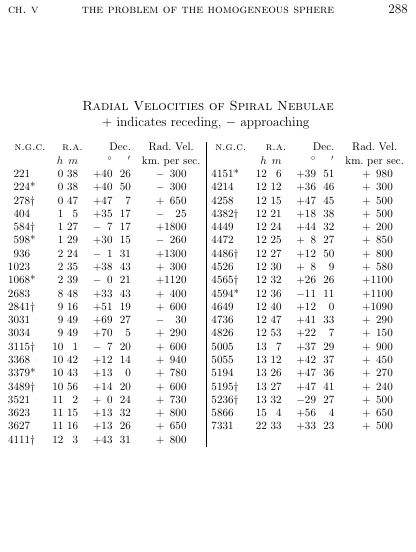 CH. V THE PROBLEM OF THE HOMOGENEOUS SPHERE 288
RADIAL VELOCITIES OF SPIRAL NEBULAE
+ indicates receding, − approaching
N.G.C. R.A. Dec. Rad. Vel. N.G.C. R.A. Dec. Rad. Vel.
h m ° ′ km. per sec. h m ° ′ km. per sec.
221 0 38 +40 26 − 300 4151* 12 6 +39 51 + 980
224* 0 38 +40 50 − 300 4214 12 12 +36 46 + 300
278† 0 47 +47 7 + 650 4258 12 15 +47 45 + 500
404 1 5 +35 17 − 25 4382† 12 21 +18 38 + 500
584† 1 27 − 7 17 +1800 4449 12 24 +44 32 + 200
598* 1 29 +30 15 − 260 4472 12 25 + 8 27 + 850
936 2 24 − 1 31 +1300 4486† 12 27 +12 50 + 800
1023 2 35 +38 43 + 300 4526 12 30 + 8 9 + 580
1068* 2 39 − 0 21 +1120 4565† 12 32 +26 26 +1100
2683 8 48 +33 43 + 400 4594* 12 36 −11 11 +1100
2841† 9 16 +51 19 + 600 4649 12 40 +12 0 +1090
3031 9 49 +69 27 − 30 4736 12 47 +41 33 + 290
3034 9 49 +70 5 + 290 4826 12 53 +22 7 + 150
3115† 10 1 − 7 20 + 600 5005 13 7 +37 29 + 900
3368 10 42 +12 14 + 940 5055 13 12 +42 37 + 450
3379* 10 43 +13 0 + 780 5194 13 26 +47 36 + 270
3489† 10 56 +14 20 + 600 5195† 13 27 +47 41 + 240
3521 11 2 + 0 24 + 730 5236† 13 32 −29 27 + 500
3623 11 15 +13 32 + 800 5866 15 4 +56 4 + 650
3627 11 16 +13 26 + 650 7331 22 33 +33 23 + 500
4111† 12 3 +43 31 + 800